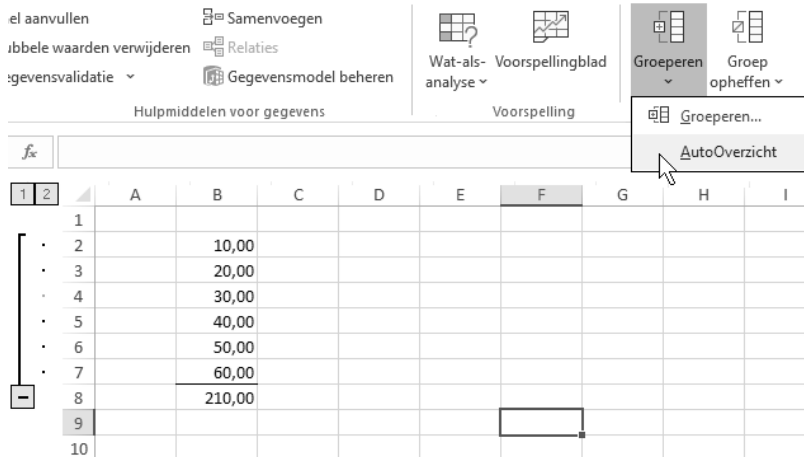 el aanvullen
Samenvoegen
ubbele waarden verwijderen
Relaties
egevensvalidatie
Gegevensmodel beheren
Wat-als-
analyse
Voorspellingblad
Groeperen
Groep
opheffen
Hulpmiddelen voor gegevens
Voorspelling
Groeperen...
AutoOverzicht
fx
1 2
A B C D E F G H I
1
2 10,00
3 20,00
4 30,00
5 40,00
6 50,00
7 60,00
8 210,00
9
10